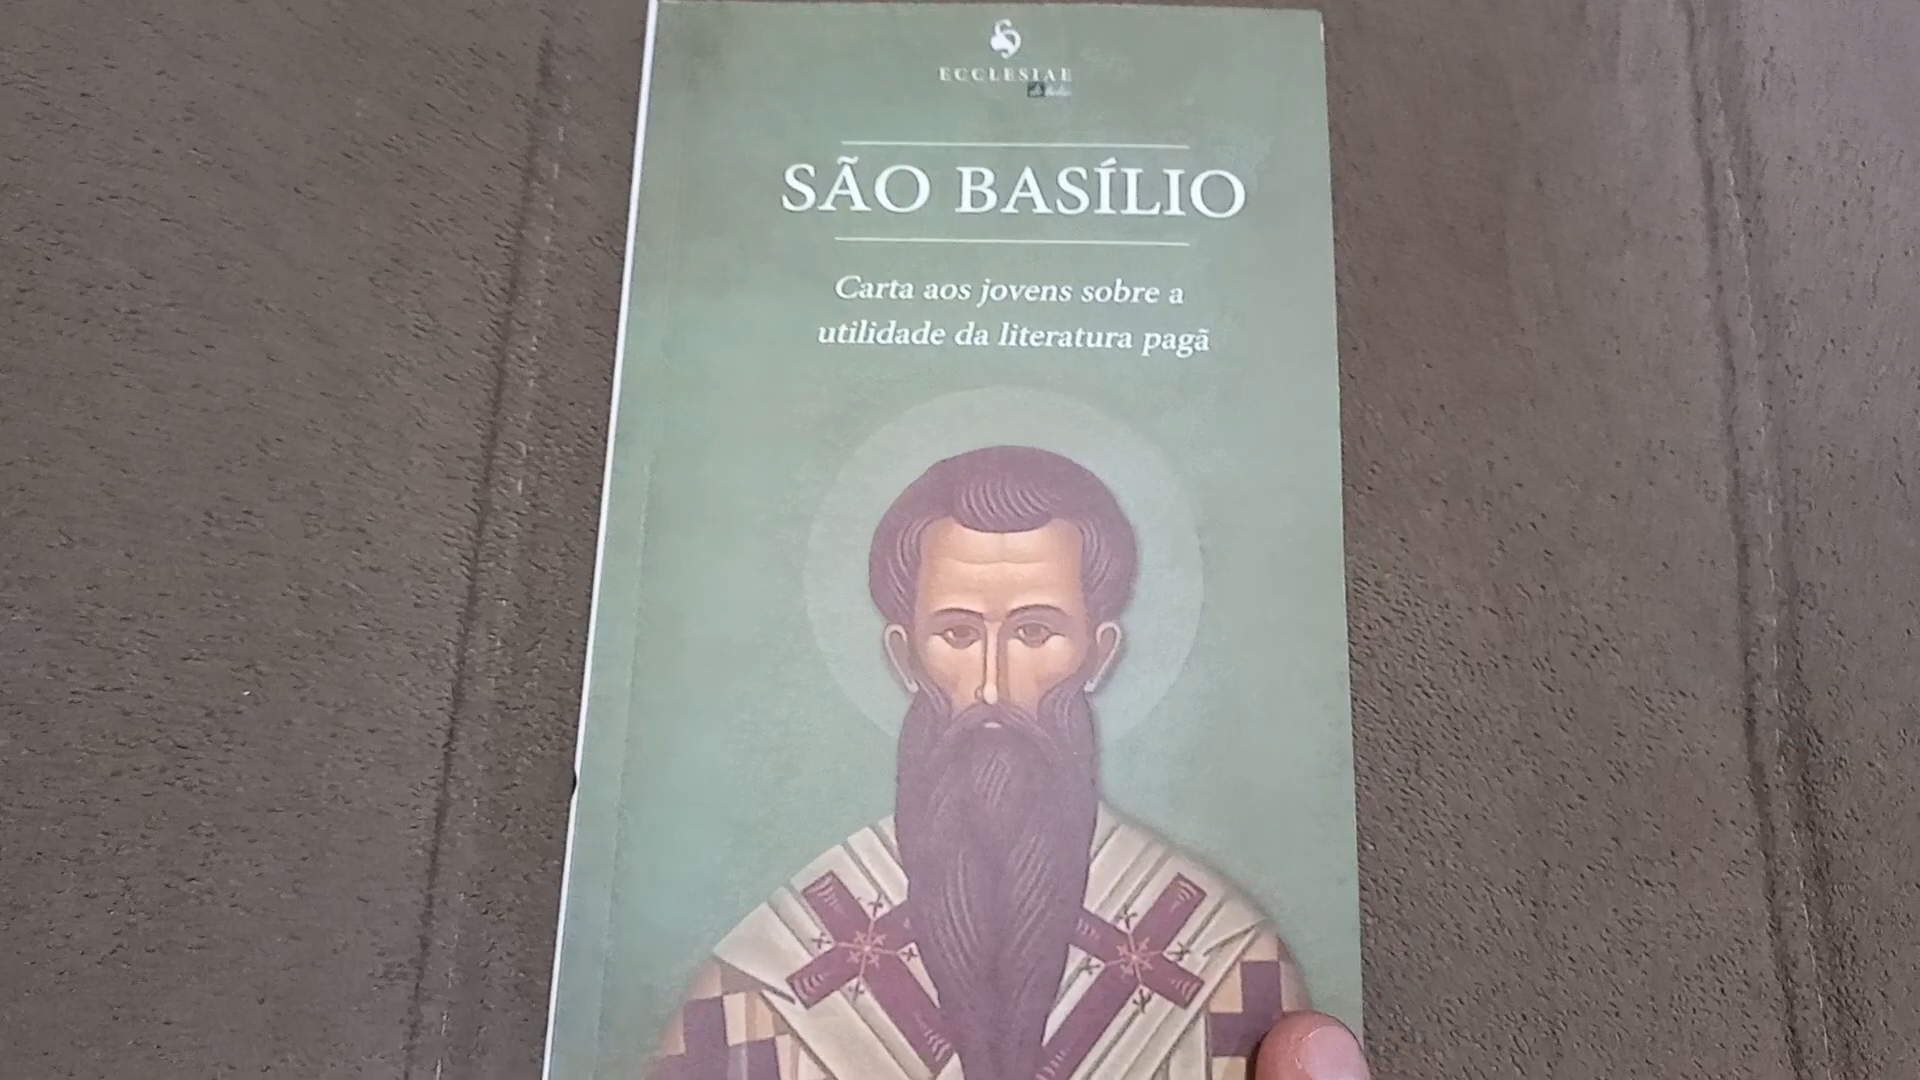 ECCLESIAE
SÃO BASÍLIO
Carta aos jovens sobre a
utilidade da literatura pagã